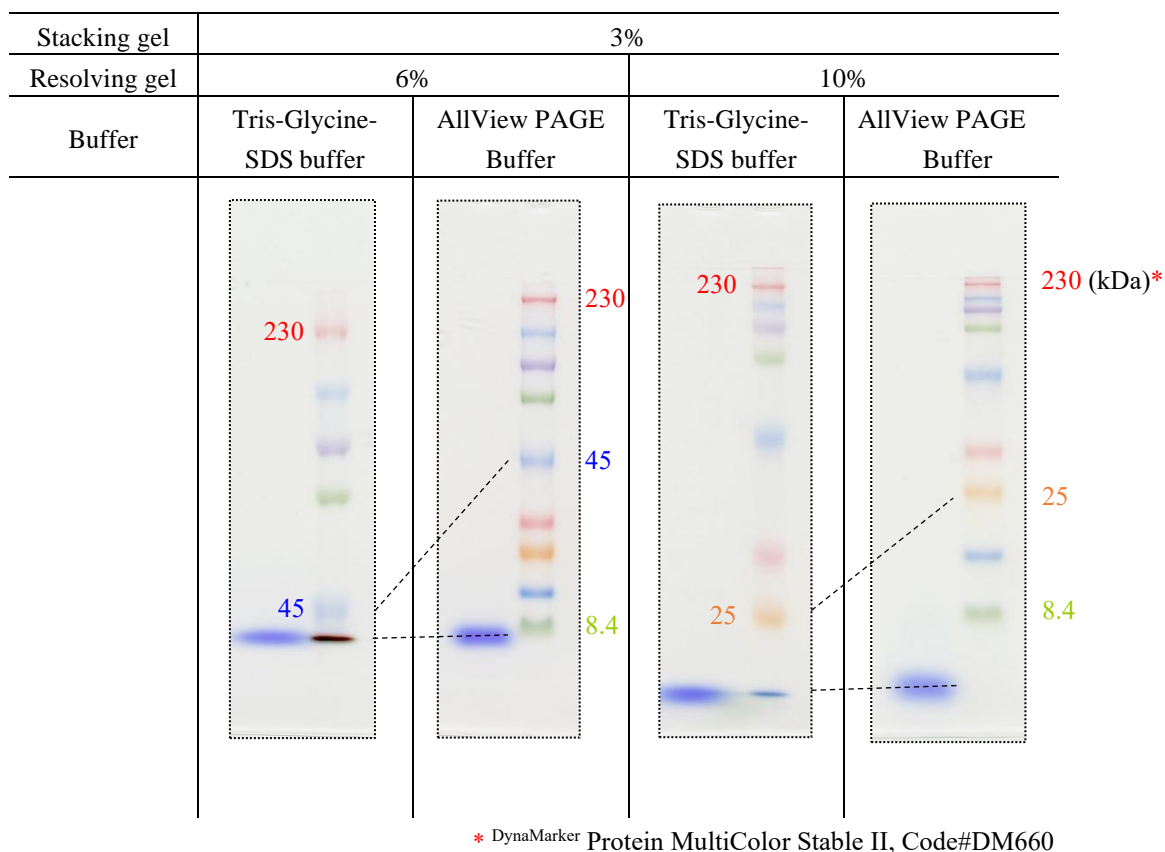 Stacking gel 3%
Resolving gel 6% 10%
Buffer
Tris-Glycine-
SDS buffer
AllView PAGE
Buffer
Tris-Glycine-
SDS buffer
AllView PAGE
Buffer
230
45
230
45
8.4
230
25
230 (kDa)*
25
8.4
* DynaMarker Protein MultiColor Stable II, Code#DM660